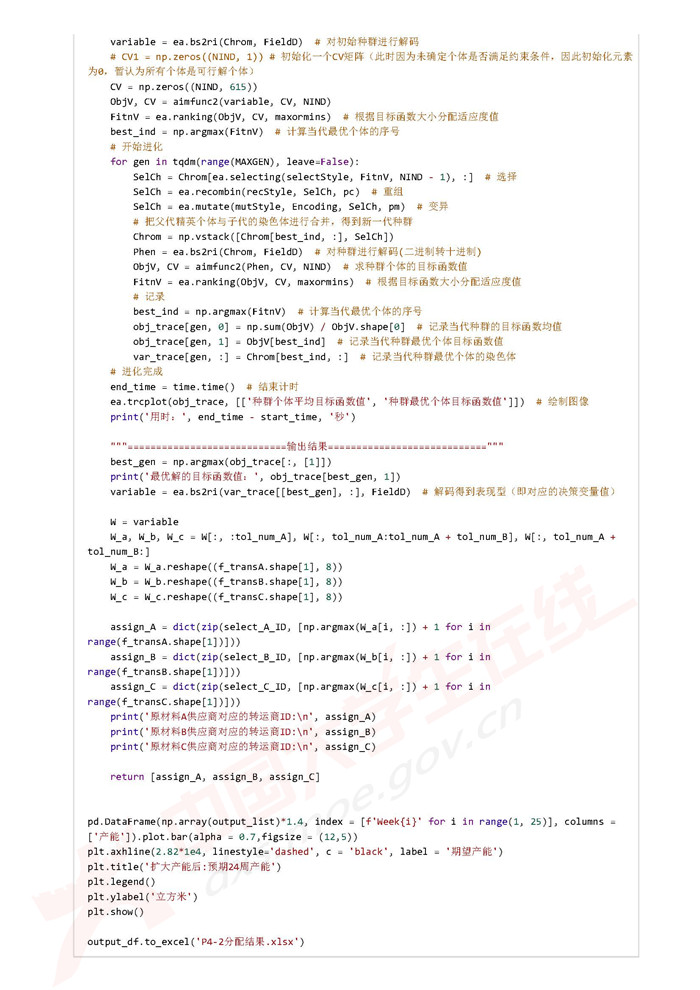 variable = ea.bs2ri(Chrom, FieldD)  # 对初始种群进行解码
# CV1 = np.zeros((NIND, 1)) # 初始化一个CV矩阵（此时因为未确定个体是否满足约束条件，因此初始化元素
为0，暂认为所有个体是可行解个体）
CV = np.zeros((NIND, 615))
ObjV, CV = aimfunc2(variable, CV, NIND)
FitnV = ea.ranking(ObjV, CV, maxormins)  # 根据目标函数大小分配适应度值
best_ind = np.argmax(FitnV)  # 计算当代最优个体的序号
# 开始进化
for gen in tqdm(range(MAXGEN), leave=False):
SelCh = Chrom[ea.selecting(selectStyle, FitnV, NIND - 1), :]  # 选择
SelCh = ea.recombin(recStyle, SelCh, pc)  # 重组
SelCh = ea.mutate(mutStyle, Encoding, SelCh, pm)  # 变异
# 把父代精英个体与子代的染色体进行合并，得到新一代种群
Chrom = np.vstack([Chrom[best_ind, :], SelCh])
Phen = ea.bs2ri(Chrom, FieldD)  # 对种群进行解码(二进制转十进制)
ObjV, CV = aimfunc2(Phen, CV, NIND)  # 求种群个体的目标函数值
FitnV = ea.ranking(ObjV, CV, maxormins)  # 根据目标函数大小分配适应度值
# 记录
best_ind = np.argmax(FitnV)  # 计算当代最优个体的序号
obj_trace[gen, 0] = np.sum(ObjV) / ObjV.shape[0]  # 记录当代种群的目标函数均值
obj_trace[gen, 1] = ObjV[best_ind]  # 记录当代种群最优个体目标函数值
var_trace[gen, :] = Chrom[best_ind, :]  # 记录当代种群最优个体的染色体
# 进化完成
end_time = time.time()  # 结束计时
ea.trcplot(obj_trace, [['种群个体平均目标函数值', '种群最优个体目标函数值']])  # 绘制图像
print('用时：', end_time - start_time, '秒')
"""============================输出结果============================"""
best_gen = np.argmax(obj_trace[:, [1]])
print('最优解的目标函数值：', obj_trace[best_gen, 1])
variable = ea.bs2ri(var_trace[[best_gen], :], FieldD)  # 解码得到表现型（即对应的决策变量值）
W = variable
W_a, W_b, W_c = W[:, :tol_num_A], W[:, tol_num_A:tol_num_A + tol_num_B], W[:, tol_num_A +
tol_num_B:]
W_a = W_a.reshape((f_transA.shape[1], 8))
W_b = W_b.reshape((f_transB.shape[1], 8))
W_c = W_c.reshape((f_transC.shape[1], 8))
assign_A = dict(zip(select_A_ID, [np.argmax(W_a[i, :]) + 1 for i in
range(f_transA.shape[1])]))
assign_B = dict(zip(select_B_ID, [np.argmax(W_b[i, :]) + 1 for i in
range(f_transB.shape[1])]))
assign_C = dict(zip(select_C_ID, [np.argmax(W_c[i, :]) + 1 for i in
range(f_transC.shape[1])]))
print('原材料A供应商对应的转运商ID:\n', assign_A)
print('原材料B供应商对应的转运商ID:\n', assign_B)
print('原材料C供应商对应的转运商ID:\n', assign_C)
return [assign_A, assign_B, assign_C]
pd.DataFrame(np.array(output_list)*1.4, index = [f'Week{i}' for i in range(1, 25)], columns =
['产能']).plot.bar(alpha = 0.7,figsize = (12,5))
plt.axhline(2.82*1e4, linestyle='dashed', c = 'black', label = '期望产能')
plt.title('扩大产能后:预期24周产能')
plt.legend()
plt.ylabel('立方米')
plt.show()
output_df.to_excel('P4-2分配结果.xlsx')